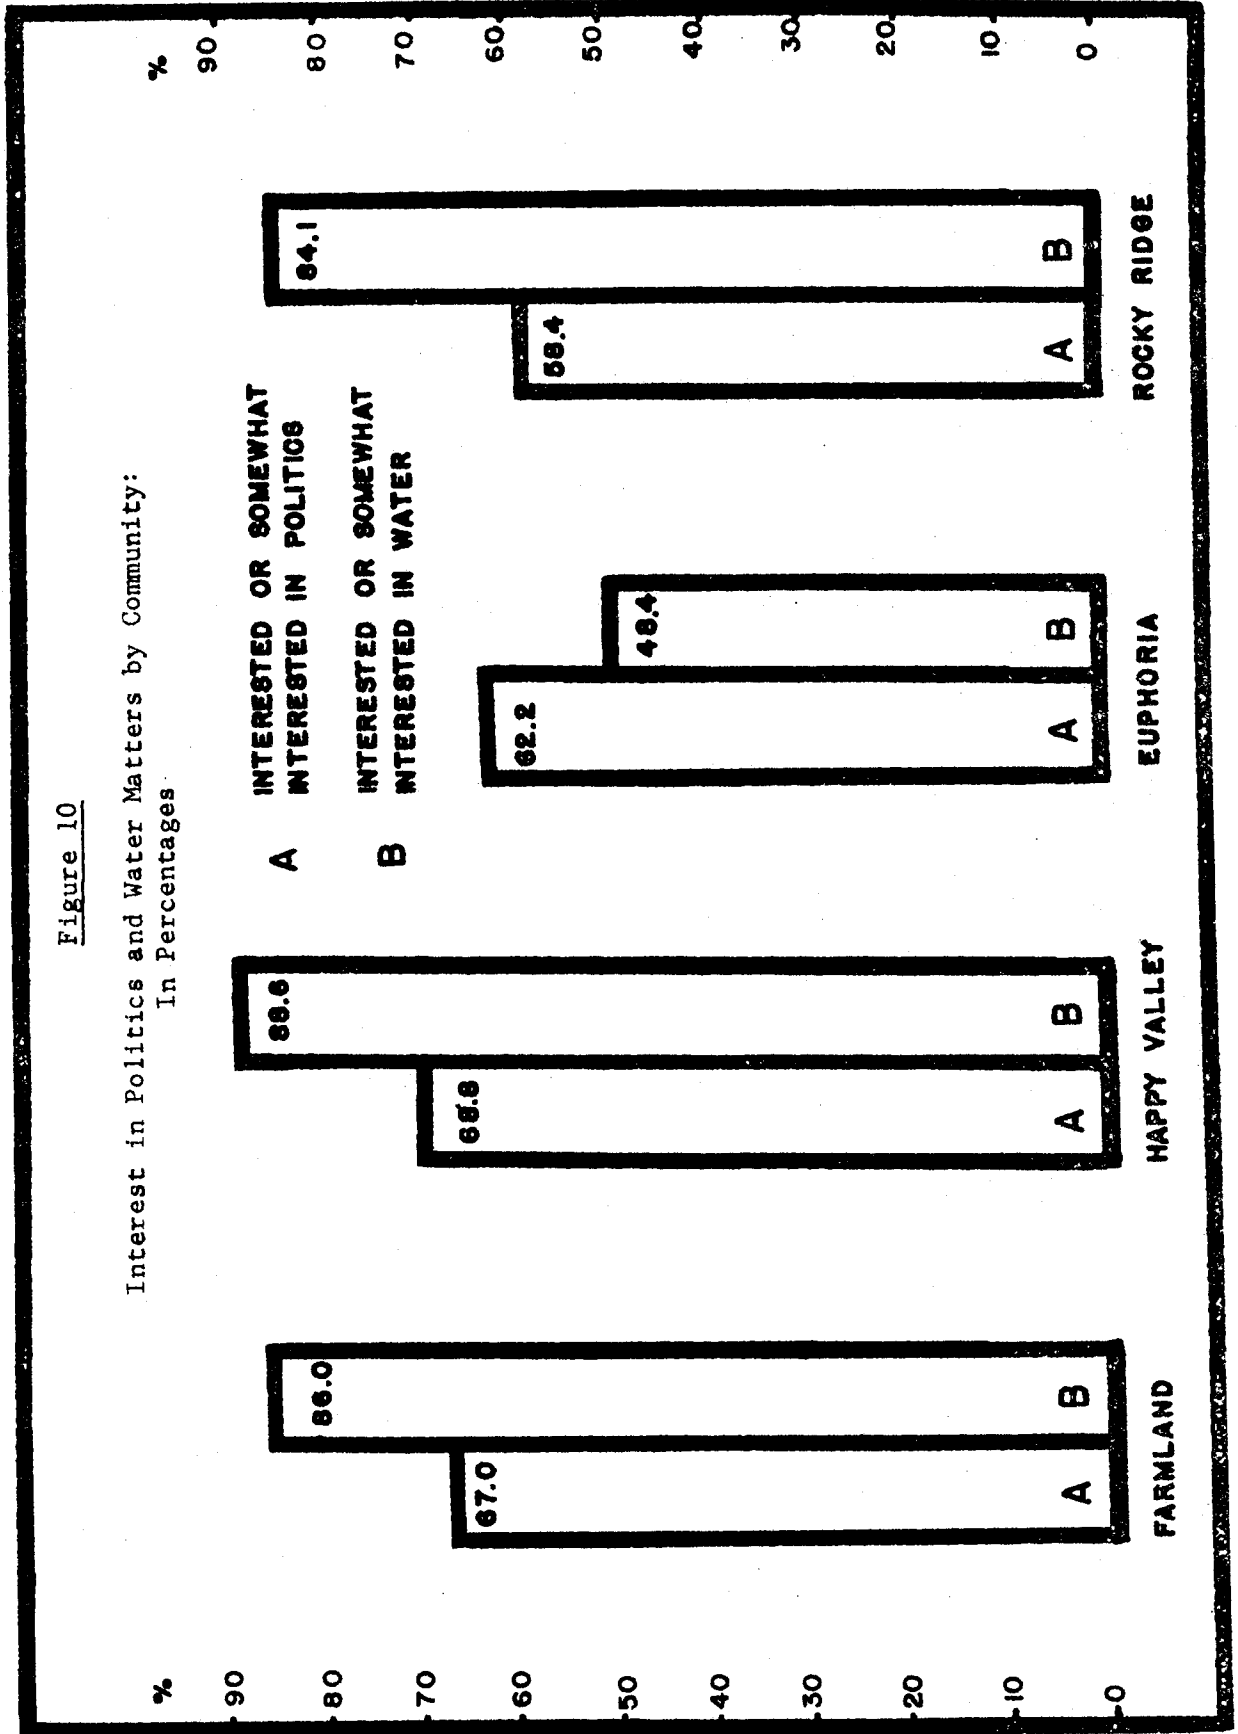 Figure 10
Interest in Politics and Water Matters by Community:
In Percentages
%
90
80
70
60
50
40
30
20
10
0
%
90
80
70
60
50
40
30
20
10
0
A INTERESTED OR SOMEWHAT
INTERESTED IN POLITICS
B INTERESTED OR SOMEWHAT
INTERESTED IN WATER
67.0
86.0
A B
FARMLAND
68.8
88.6
A B
HAPPY VALLEY
62.2
48.4
A B
EUPHORIA
58.4
84.1
A B
ROCKY RIDGE